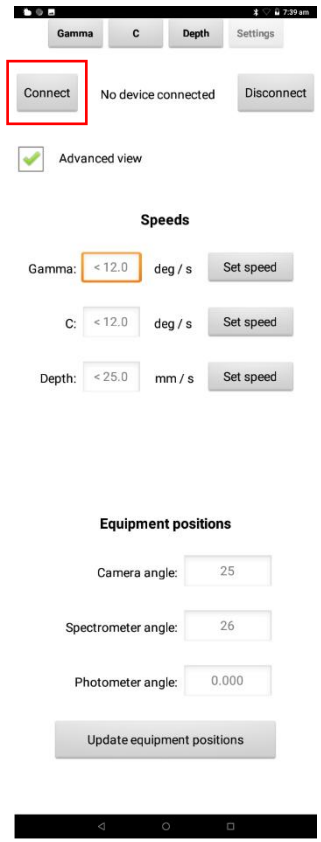 7:39 am
Gamma C Depth Settings
Connect No device connected Disconnect
Advanced view
Speeds
Gamma: < 12.0 deg / s Set speed
C: < 12.0 deg / s Set speed
Depth: < 25.0 mm / s Set speed
Equipment positions
Camera angle: 25
Spectrometer angle: 26
Photometer angle: 0.000
Update equipment positions